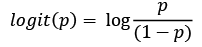 logit(p) = log p/(1 − p)